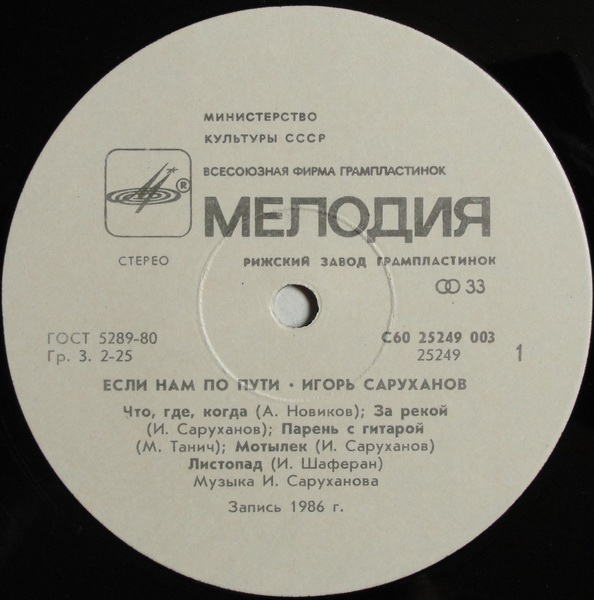 МИНИСТЕРСТВО
КУЛЬТУРЫ СССР
ВСЕСОЮЗНАЯ ФИРМА ГРАМПЛАСТИНОК
®
МЕЛОДИЯ
СТЕРЕО
РИЖСКИЙ ЗАВОД ГРАМПЛАСТИНОК
33
ГОСТ 5289-80
Гр. 3. 2-25
С60 25249 003
25249
1
ЕСЛИ НАМ ПО ПУТИ • ИГОРЬ САРУХАНОВ
Что, где, когда (А. Новиков); За рекой
(И. Саруханов); Парень с гитарой
(М. Танич); Мотылек (И. Саруханов)
Листопад (И. Шаферан)
Музыка И. Саруханова
Запись 1986 г.